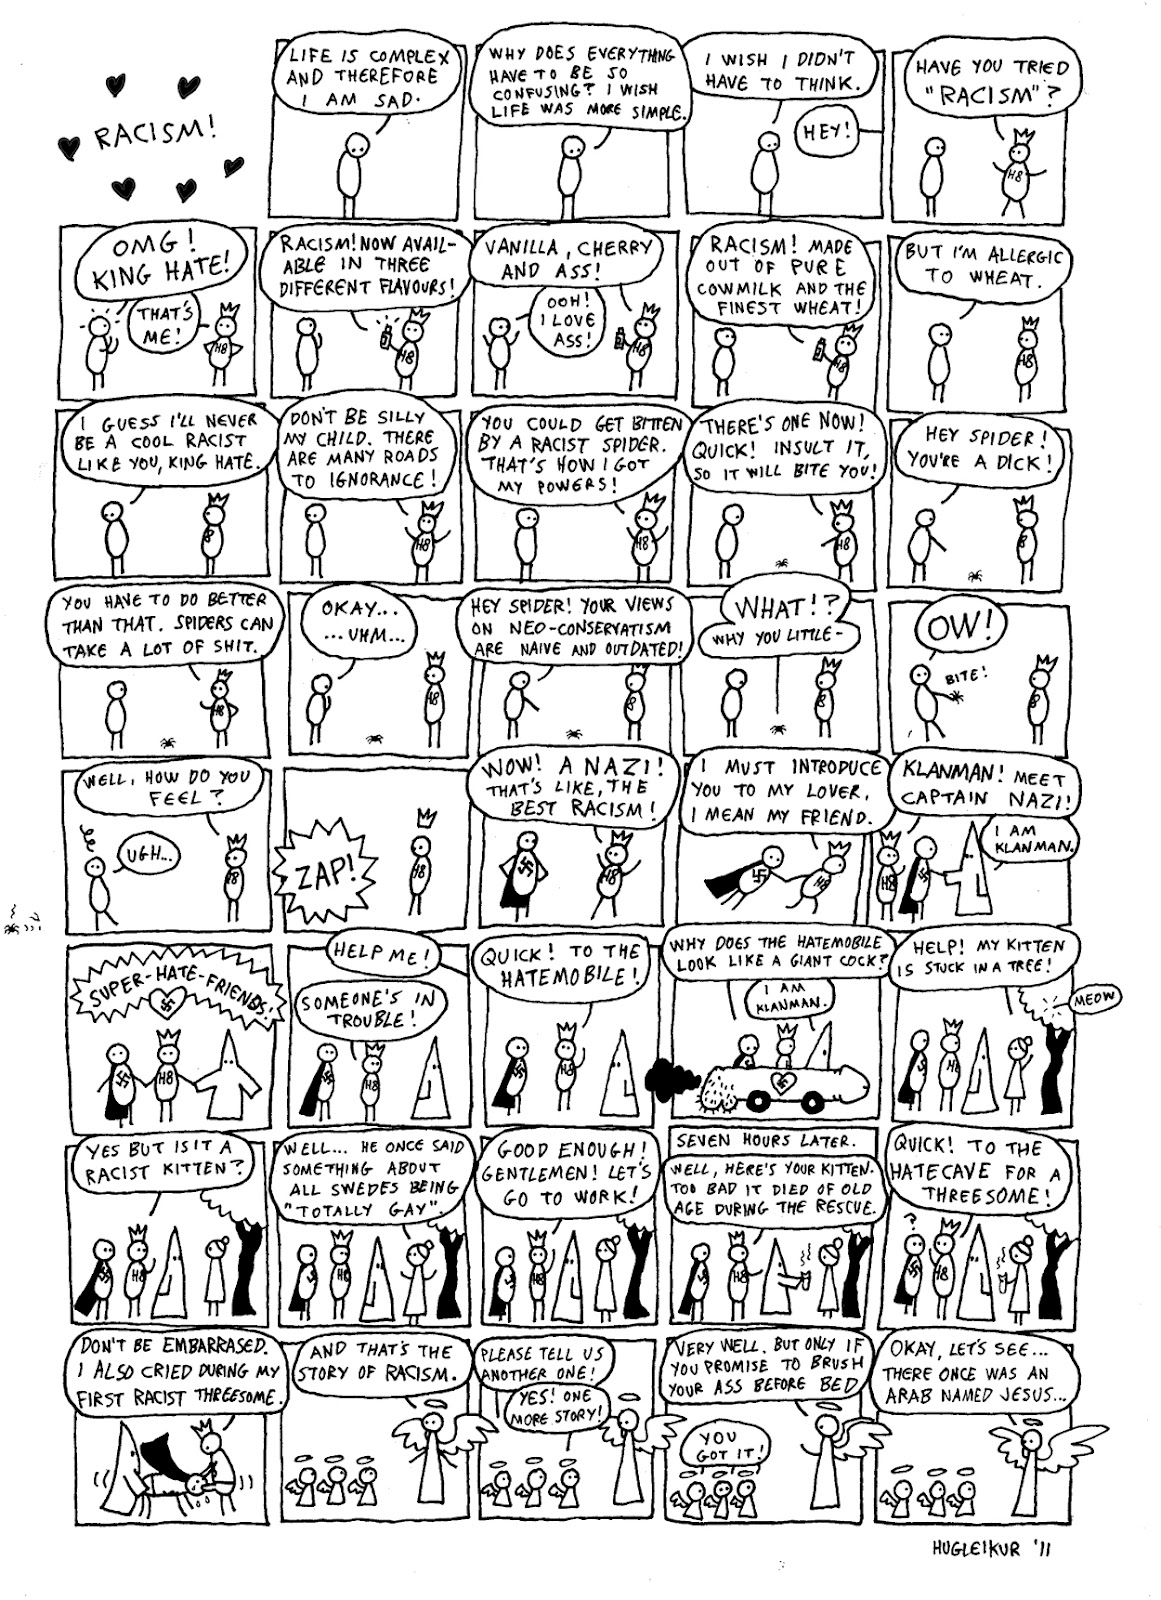 RACISM!
LIFE IS COMPLEX
AND THEREFORE
I AM SAD.
WHY DOES EVERYTHING
HAVE TO BE SO
CONFUSING? I WISH
LIFE WAS MORE SIMPLE.
I WISH I DIDN'T
HAVE TO THINK.
HEY!
HAVE YOU TRIED
"RACISM"?
H8
OMG!
KING HATE!
THAT'S
ME!
H8
RACISM! NOW AVAIL-
ABLE IN THREE
DIFFERENT FLAVOURS!
H8
VANILLA, CHERRY
AND ASS!
OOH!
I LOVE
ASS!
H8
RACISM! MADE
OUT OF PURE
COWMILK AND THE
FINEST WHEAT!
H8
BUT I'M ALLERGIC
TO WHEAT.
H8
I GUESS I'LL NEVER
BE A COOL RACIST
LIKE YOU, KING HATE.
8
DON'T BE SILLY
MY CHILD. THERE
ARE MANY ROADS
TO IGNORANCE!
H8
YOU COULD GET BITTEN
BY A RACIST SPIDER.
THAT'S HOW I GOT
MY POWERS!
H8
THERE'S ONE NOW!
QUICK! INSULT IT,
SO IT WILL BITE YOU!
H8
HEY SPIDER!
YOU'RE A DICK!
8
YOU HAVE TO DO BETTER
THAN THAT. SPIDERS CAN
TAKE A LOT OF SHIT.
H8
OKAY...
...UHM...
H8
HEY SPIDER! YOUR VIEWS
ON NEO-CONSERVATISM
ARE NAIVE AND OUTDATED!
8
WHAT!?
WHY YOU LITTLE-
8
OW!
BITE!
8
WELL, HOW DO YOU
FEEL?
UGH...
H8
ZAP!
H8
WOW! A NAZI!
THAT'S LIKE, THE
BEST RACISM!
H8
I MUST INTRODUCE
YOU TO MY LOVER,
I MEAN MY FRIEND.
H8
KLANMAN! MEET
CAPTAIN NAZI!
I AM
KLANMAN.
H8
SUPER-HATE-FRIENDS!
H8
HELP ME!
SOMEONE'S IN
TROUBLE!
H8
QUICK! TO THE
HATEMOBILE!
H8
WHY DOES THE HATEMOBILE
LOOK LIKE A GIANT COCK?
I AM
KLANMAN.
HELP! MY KITTEN
IS STUCK IN A TREE!
MEOW
H8
YES BUT IS IT A
RACIST KITTEN?
H8
WELL... HE ONCE SAID
SOMETHING ABOUT
ALL SWEDES BEING
"TOTALLY GAY".
H8
GOOD ENOUGH!
GENTLEMEN! LET'S
GO TO WORK!
H8
SEVEN HOURS LATER.
WELL, HERE'S YOUR KITTEN.
TOO BAD IT DIED OF OLD
AGE DURING THE RESCUE.
H8
QUICK! TO THE
HATECAVE FOR A
THREESOME!
?
H8
DON'T BE EMBARRASED.
I ALSO CRIED DURING MY
FIRST RACIST THREESOME.
AND THAT'S THE
STORY OF RACISM.
PLEASE TELL US
ANOTHER ONE!
YES! ONE
MORE STORY!
VERY WELL. BUT ONLY IF
YOU PROMISE TO BRUSH
YOUR ASS BEFORE BED
YOU
GOT IT!
OKAY, LET'S SEE...
THERE ONCE WAS AN
ARAB NAMED JESUS...
HUGLEIKUR '11